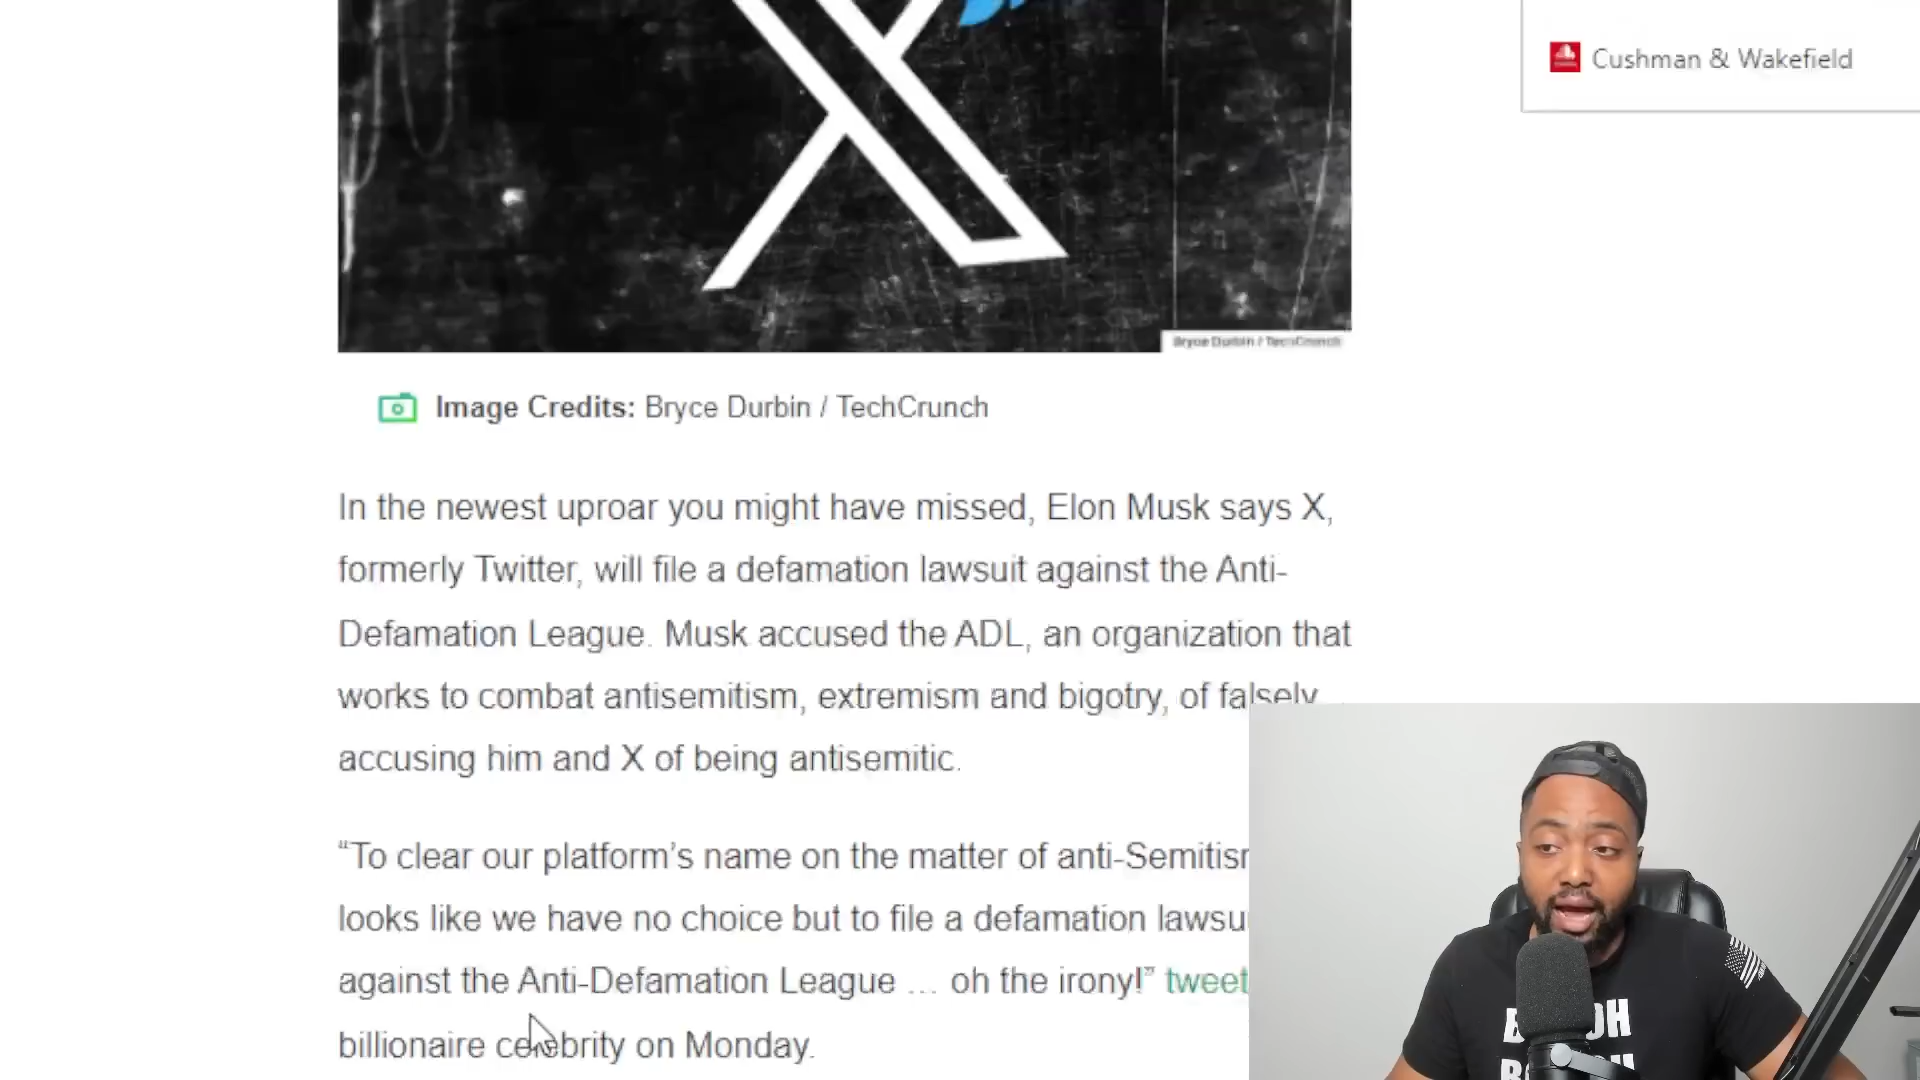 Cushman & Wakefield
Bryce Durbin / TechCrunch
Image Credits: Bryce Durbin / TechCrunch
In the newest uproar you might have missed, Elon Musk says X,
formerly Twitter, will file a defamation lawsuit against the Anti-
Defamation League. Musk accused the ADL, an organization that
works to combat antisemitism, extremism and bigotry, of falsely
accusing him and X of being antisemitic.
“To clear our platform’s name on the matter of anti-Semitis
looks like we have no choice but to file a defamation lawsu
against the Anti-Defamation League ... oh the irony!” tweet
billionaire celebrity on Monday.